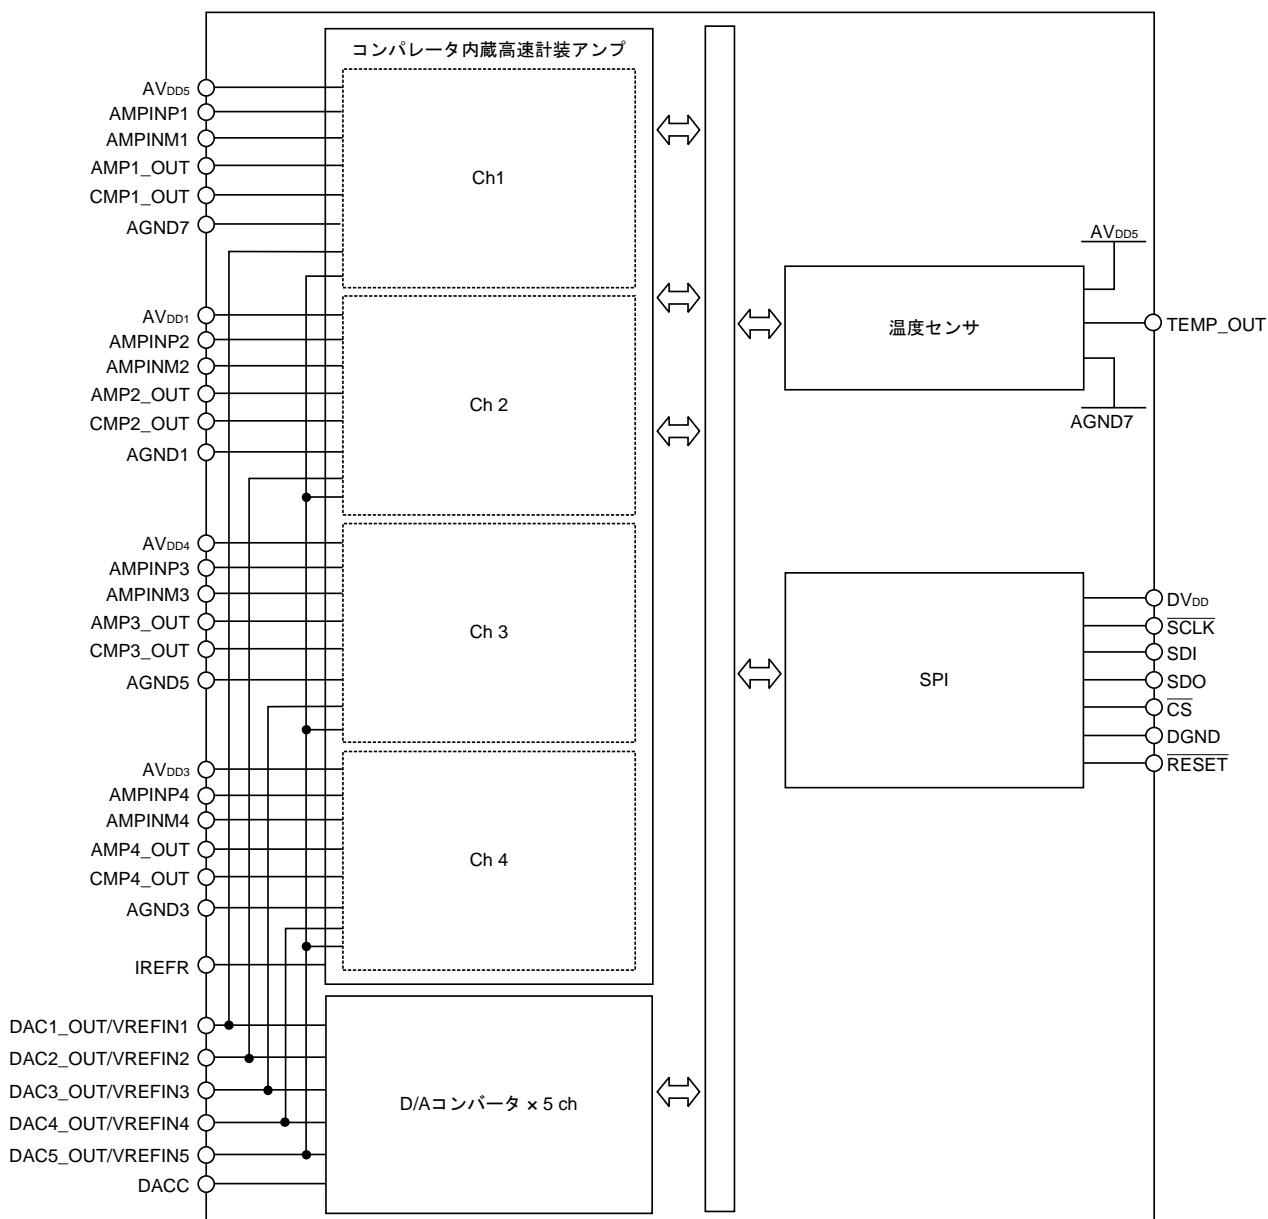 コンパレータ内蔵高速計装アンプ
AVDD5
AMPINP1
AMPINM1
AMP1_OUT
CMP1_OUT
AGND7
Ch1
AVDD1
AMPINP2
AMPINM2
AMP2_OUT
CMP2_OUT
AGND1
Ch 2
AVDD4
AMPINP3
AMPINM3
AMP3_OUT
CMP3_OUT
AGND5
Ch 3
AVDD3
AMPINP4
AMPINM4
AMP4_OUT
CMP4_OUT
AGND3
Ch 4
IREFR
DAC1_OUT/VREFIN1
DAC2_OUT/VREFIN2
DAC3_OUT/VREFIN3
DAC4_OUT/VREFIN4
DAC5_OUT/VREFIN5
DACC
D/Aコンバータ × 5 ch
AVDD5
温度センサ
TEMP_OUT
AGND7
SPI
DVDD
SCLK
SDI
SDO
CS
DGND
RESET